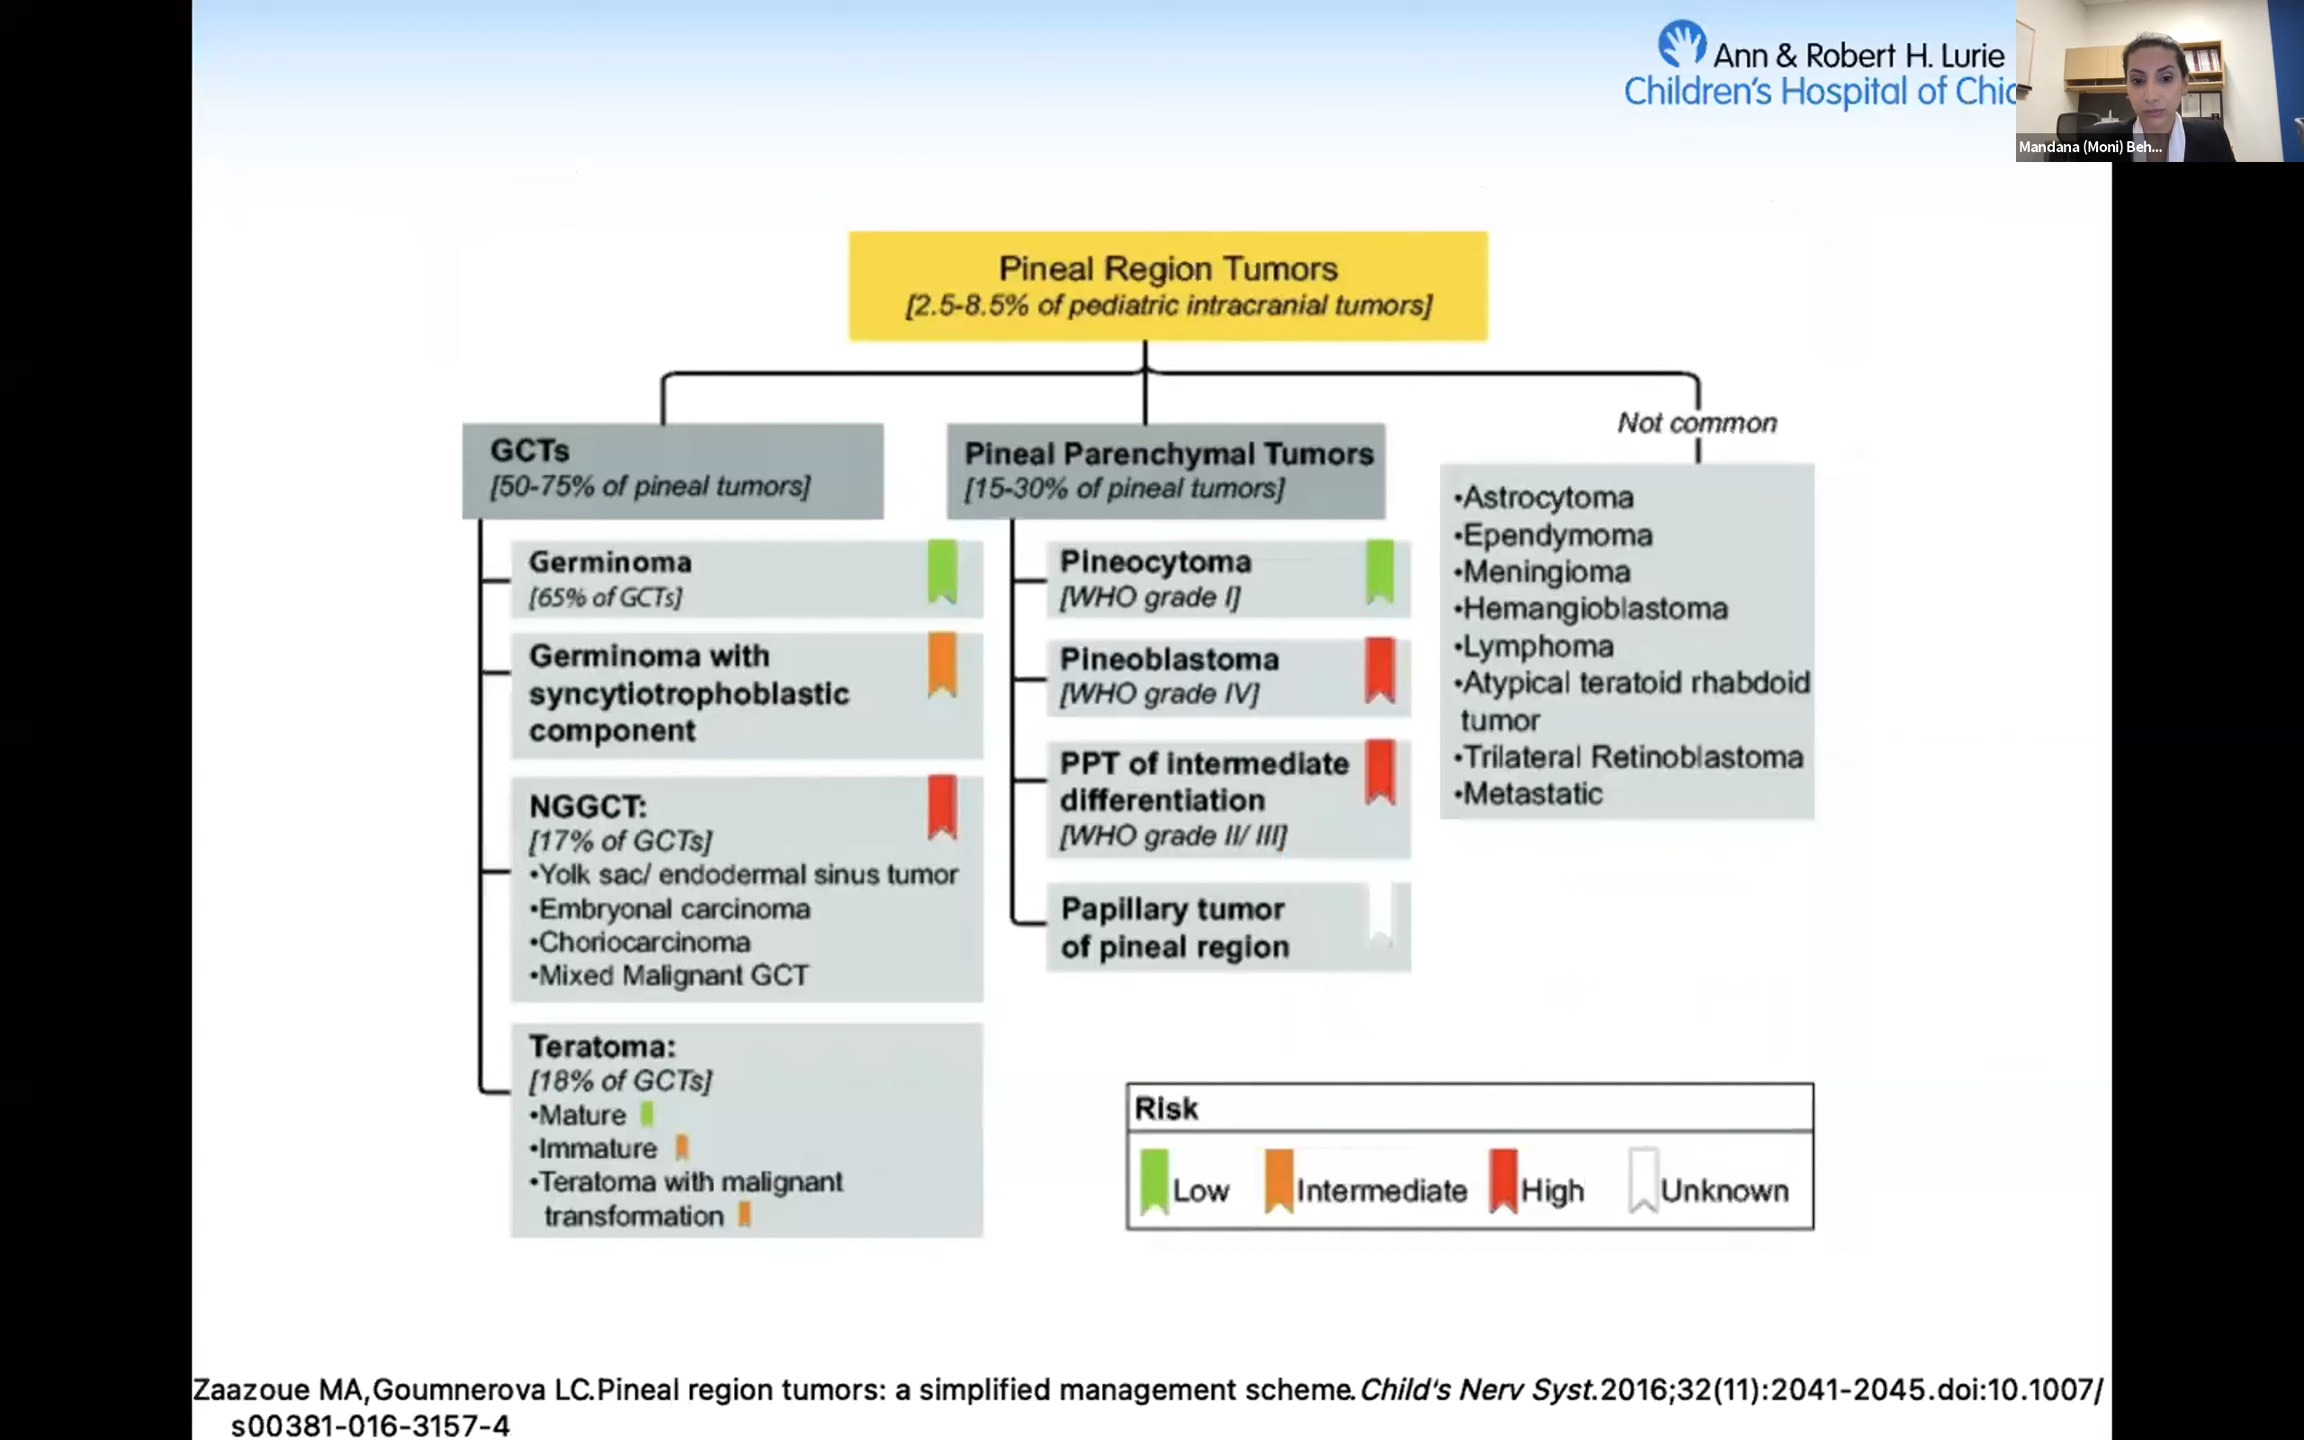 Ann & Robert H. Lurie
Children's Hospital of Chic
Mandana (Moni) Beh...
Pineal Region Tumors
[2.5-8.5% of pediatric intracranial tumors]
GCTs
[50-75% of pineal tumors]
Germinoma
[65% of GCTs]
Germinoma with
syncytiotrophoblastic
component
NGGCT:
[17% of GCTs]
•Yolk sac/ endodermal sinus tumor
•Embryonal carcinoma
•Choriocarcinoma
•Mixed Malignant GCT
Teratoma:
[18% of GCTs]
•Mature
•Immature
•Teratoma with malignant
transformation
Pineal Parenchymal Tumors
[15-30% of pineal tumors]
Pineocytoma
[WHO grade I]
Pineoblastoma
[WHO grade IV]
PPT of intermediate
differentiation
[WHO grade II/ III]
Papillary tumor
of pineal region
Not common
•Astrocytoma
•Ependymoma
•Meningioma
•Hemangioblastoma
•Lymphoma
•Atypical teratoid rhabdoid
tumor
•Trilateral Retinoblastoma
•Metastatic
Risk
Low Intermediate High Unknown
Zaazoue MA,Goumnerova LC.Pineal region tumors: a simplified management scheme.Child's Nerv Syst.2016;32(11):2041-2045.doi:10.1007/
s00381-016-3157-4